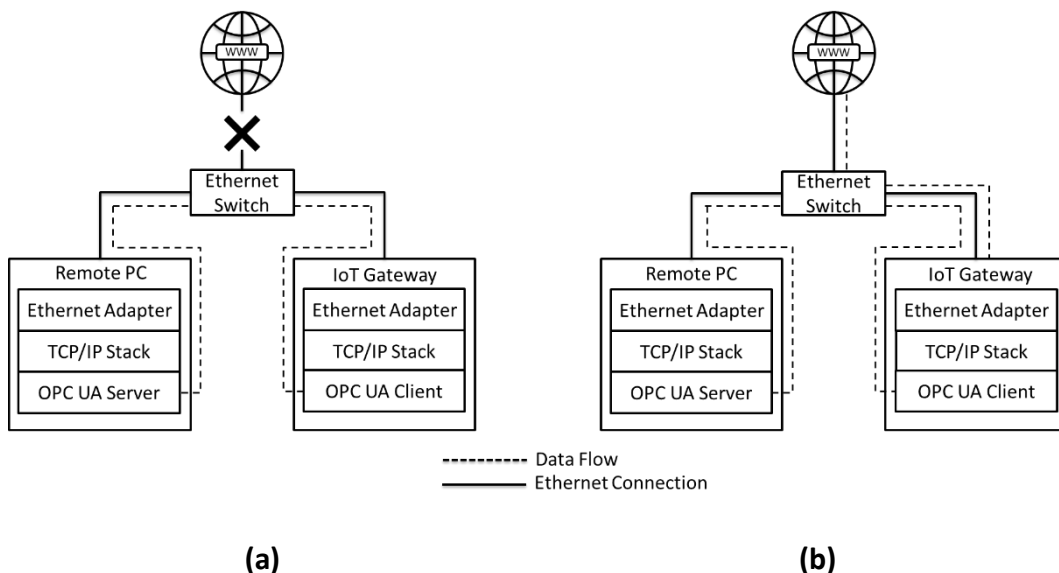 WWW
Ethernet
Switch
Remote PC
Ethernet Adapter
TCP/IP Stack
OPC UA Server
IoT Gateway
Ethernet Adapter
TCP/IP Stack
OPC UA Client
(a)
WWW
Ethernet
Switch
Remote PC
Ethernet Adapter
TCP/IP Stack
OPC UA Server
IoT Gateway
Ethernet Adapter
TCP/IP Stack
OPC UA Client
(b)
Data Flow
Ethernet Connection